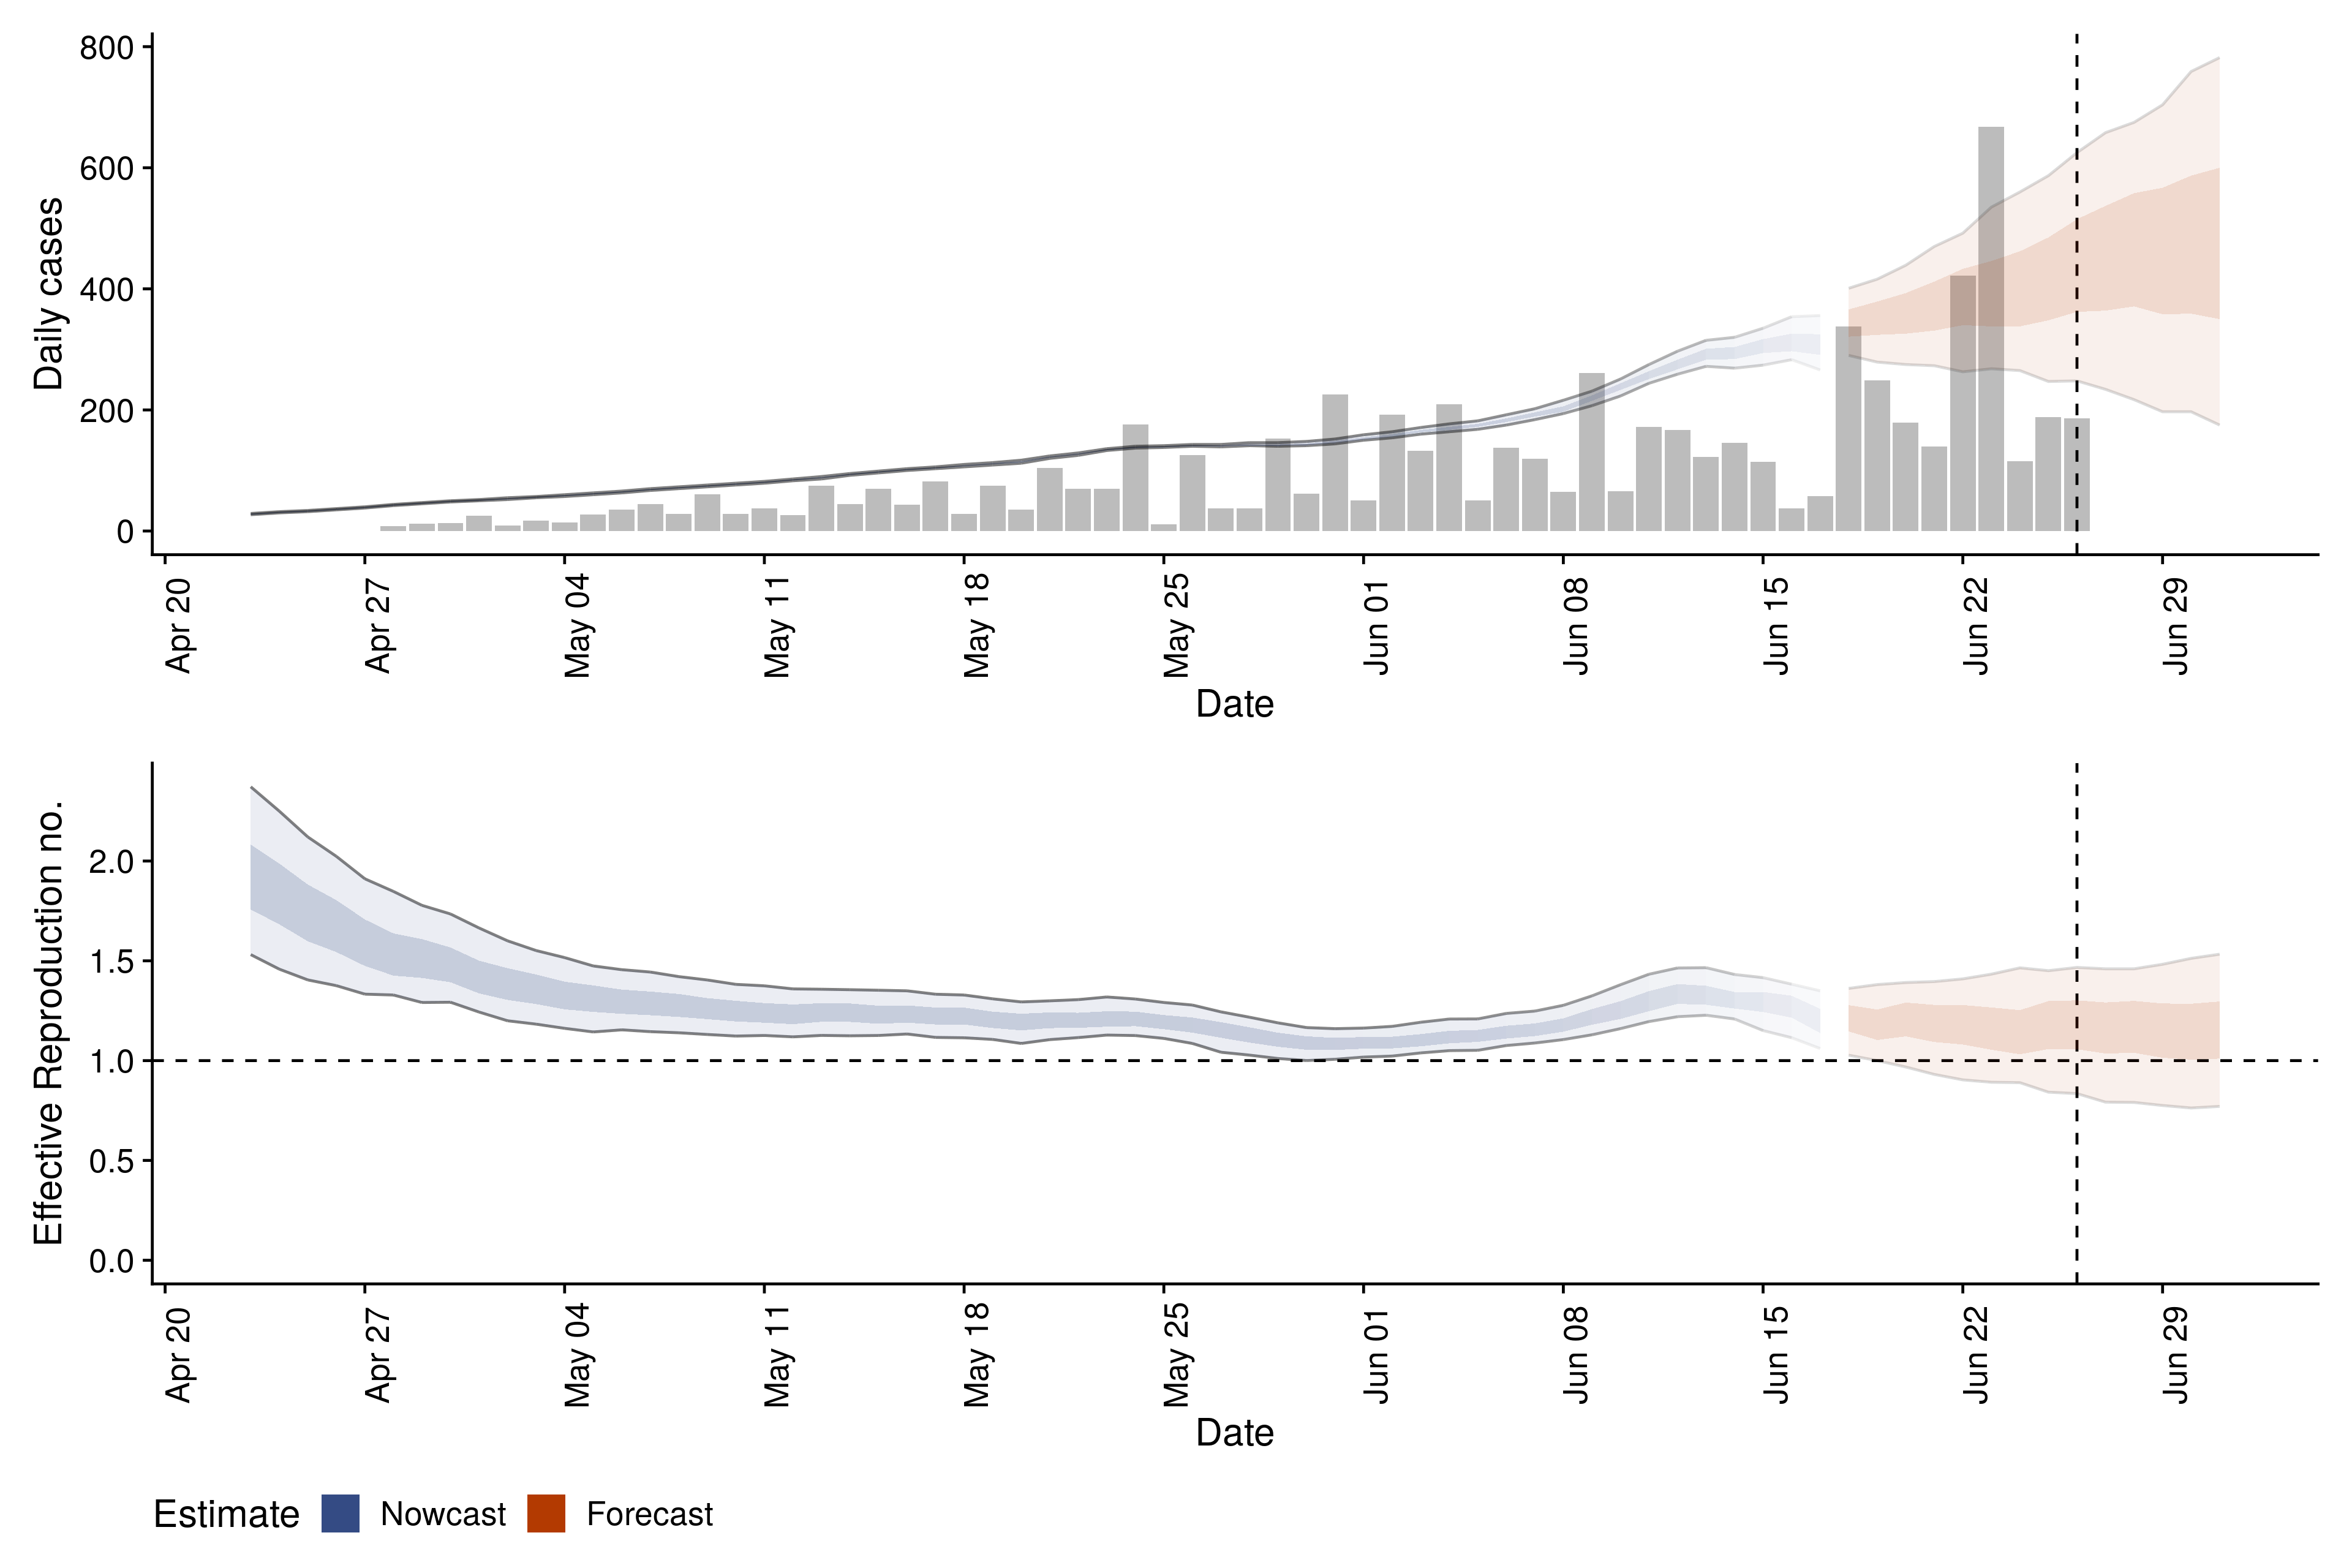 800
600
400
200
0
Daily cases
Apr 20
Apr 27
May 04
May 11
May 18
May 25
Jun 01
Jun 08
Jun 15
Jun 22
Jun 29
Date
2.0
1.5
1.0
0.5
0.0
Effective Reproduction no.
Apr 20
Apr 27
May 04
May 11
May 18
May 25
Jun 01
Jun 08
Jun 15
Jun 22
Jun 29
Date
Estimate Nowcast Forecast